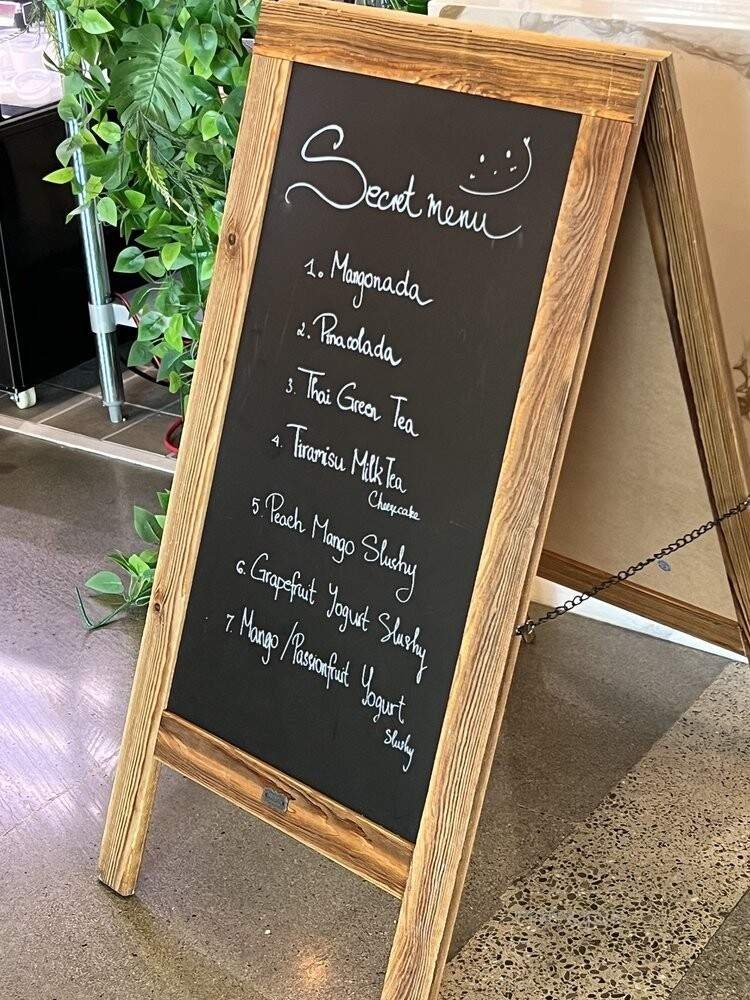 Secret menu
1. Mangonada
2. Pinacolada
3. Thai Green Tea
4. Tiramisu Milk Tea
Cheesecake
5. Peach Mango Slushy
6. Grapefruit Yogurt Slushy
7. Mango / Passionfruit Yogurt
Slushy